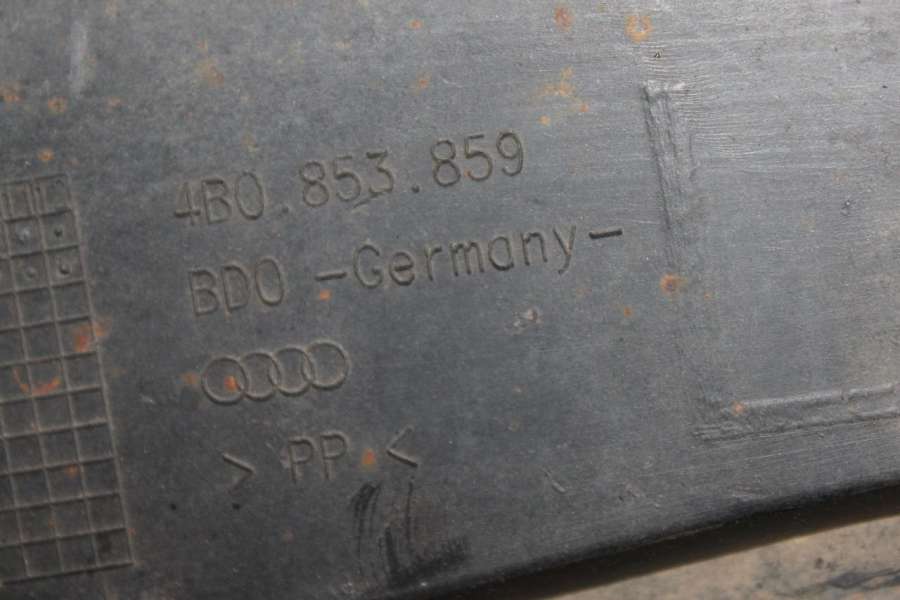 4B0.853.859
BDO -Germany-
> PP <